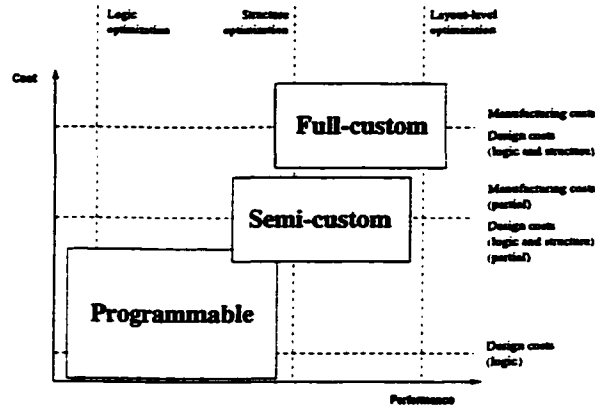 Logic
optimization
Structure
optimization
Layout-level
optimization
Cost
Full-custom
Manufacturing costs
Design costs
(logic and structure)
Semi-custom
Manufacturing costs
(partial)
Design costs
(logic and structure)
(partial)
Programmable
Design costs
(logic)
Performance